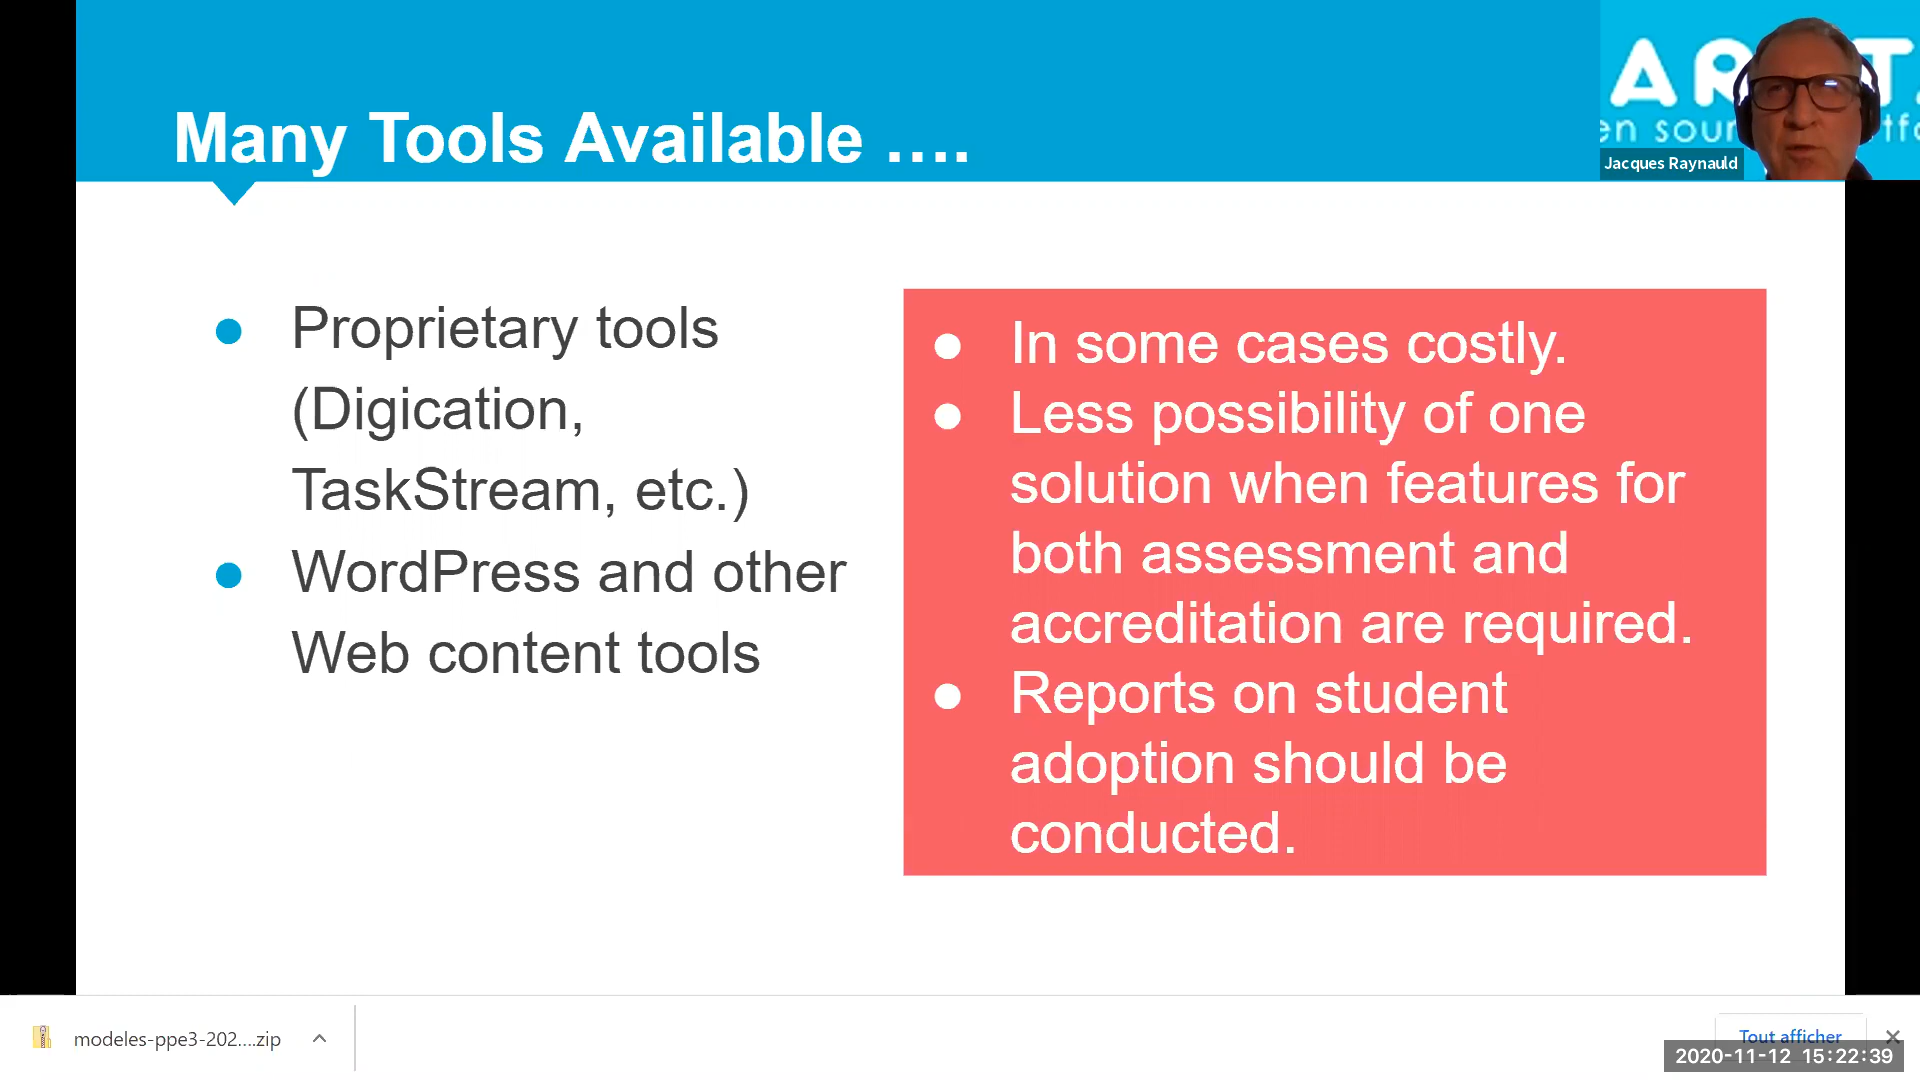 Many Tools Available ....
Jacques Raynauld
● Proprietary tools
(Digication,
TaskStream, etc.)
● WordPress and other
Web content tools
● In some cases costly.
● Less possibility of one
solution when features for
both assessment and
accreditation are required.
● Reports on student
adoption should be
conducted.
modeles-ppe3-202....zip
Tout afficher
2020-11-12 15:22:39